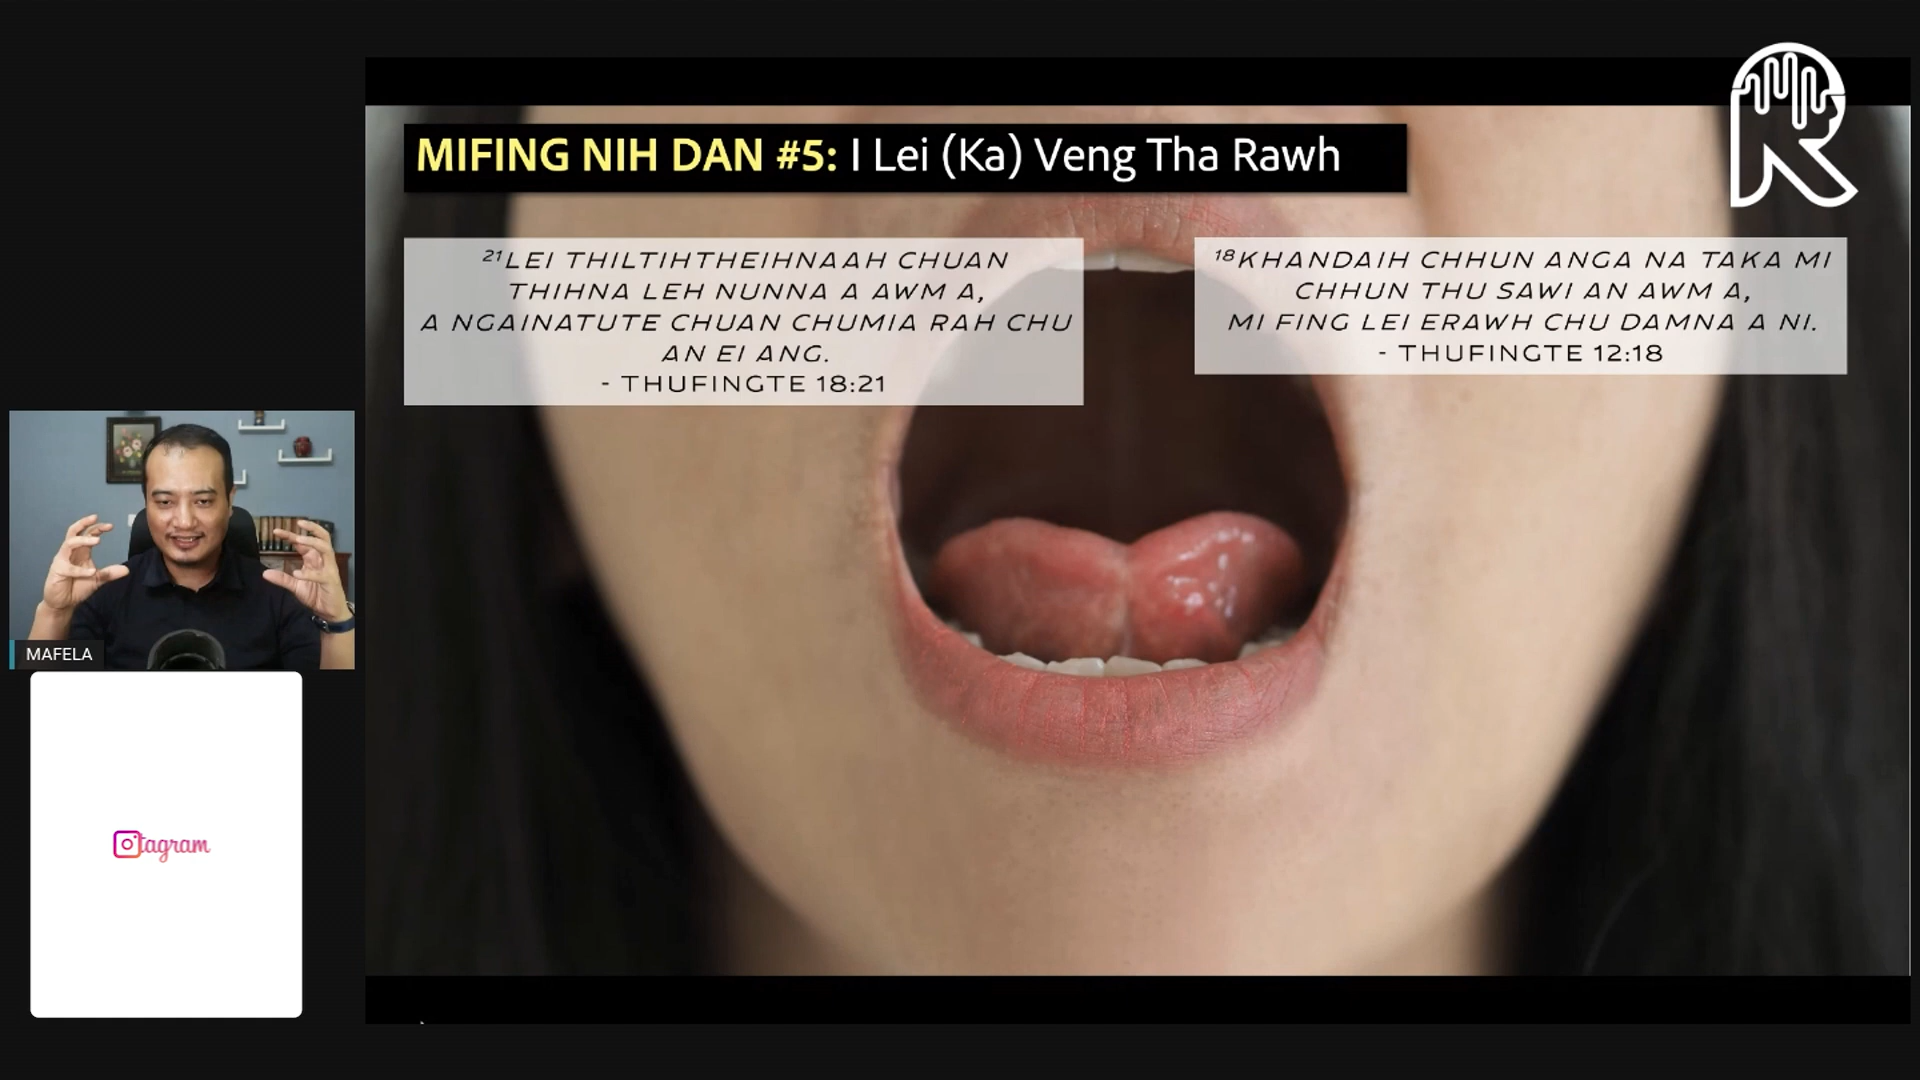 MIFING NIH DAN #5: I Lei (Ka) Veng Tha Rawh
²¹LEI THILTIHTHEIHNAAH CHUAN
THIHNA LEH NUNNA A AWM A,
A NGAINATUTE CHUAN CHUMIA RAH CHU
AN EI ANG.
- THUFINGTE 18:21
¹⁸KHANDAIH CHHUN ANGA NA TAKA MI
CHHUN THU SAWI AN AWM A,
MI FING LEI ERAWH CHU DAMNA A NI.
- THUFINGTE 12:18
MAFELA
tagram